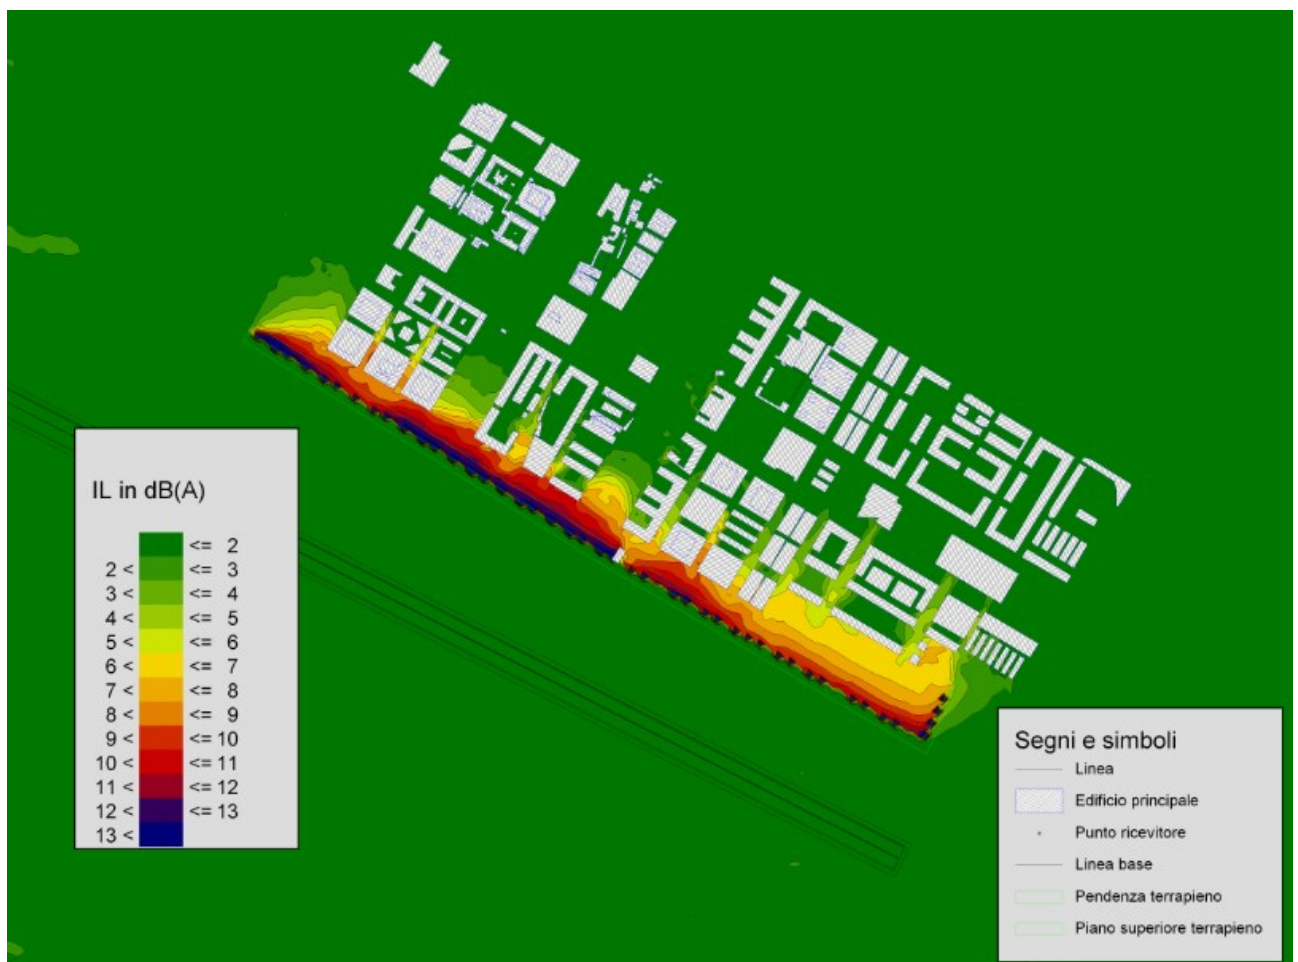 IL in dB(A)
<= 2
2 < <= 3
3 < <= 4
4 < <= 5
5 < <= 6
6 < <= 7
7 < <= 8
8 < <= 9
9 < <= 10
10 < <= 11
11 < <= 12
12 < <= 13
13 <
Segni e simboli
Linea
Edificio principale
Punto ricevitore
Linea base
Pendenza terrapieno
Piano superiore terrapieno